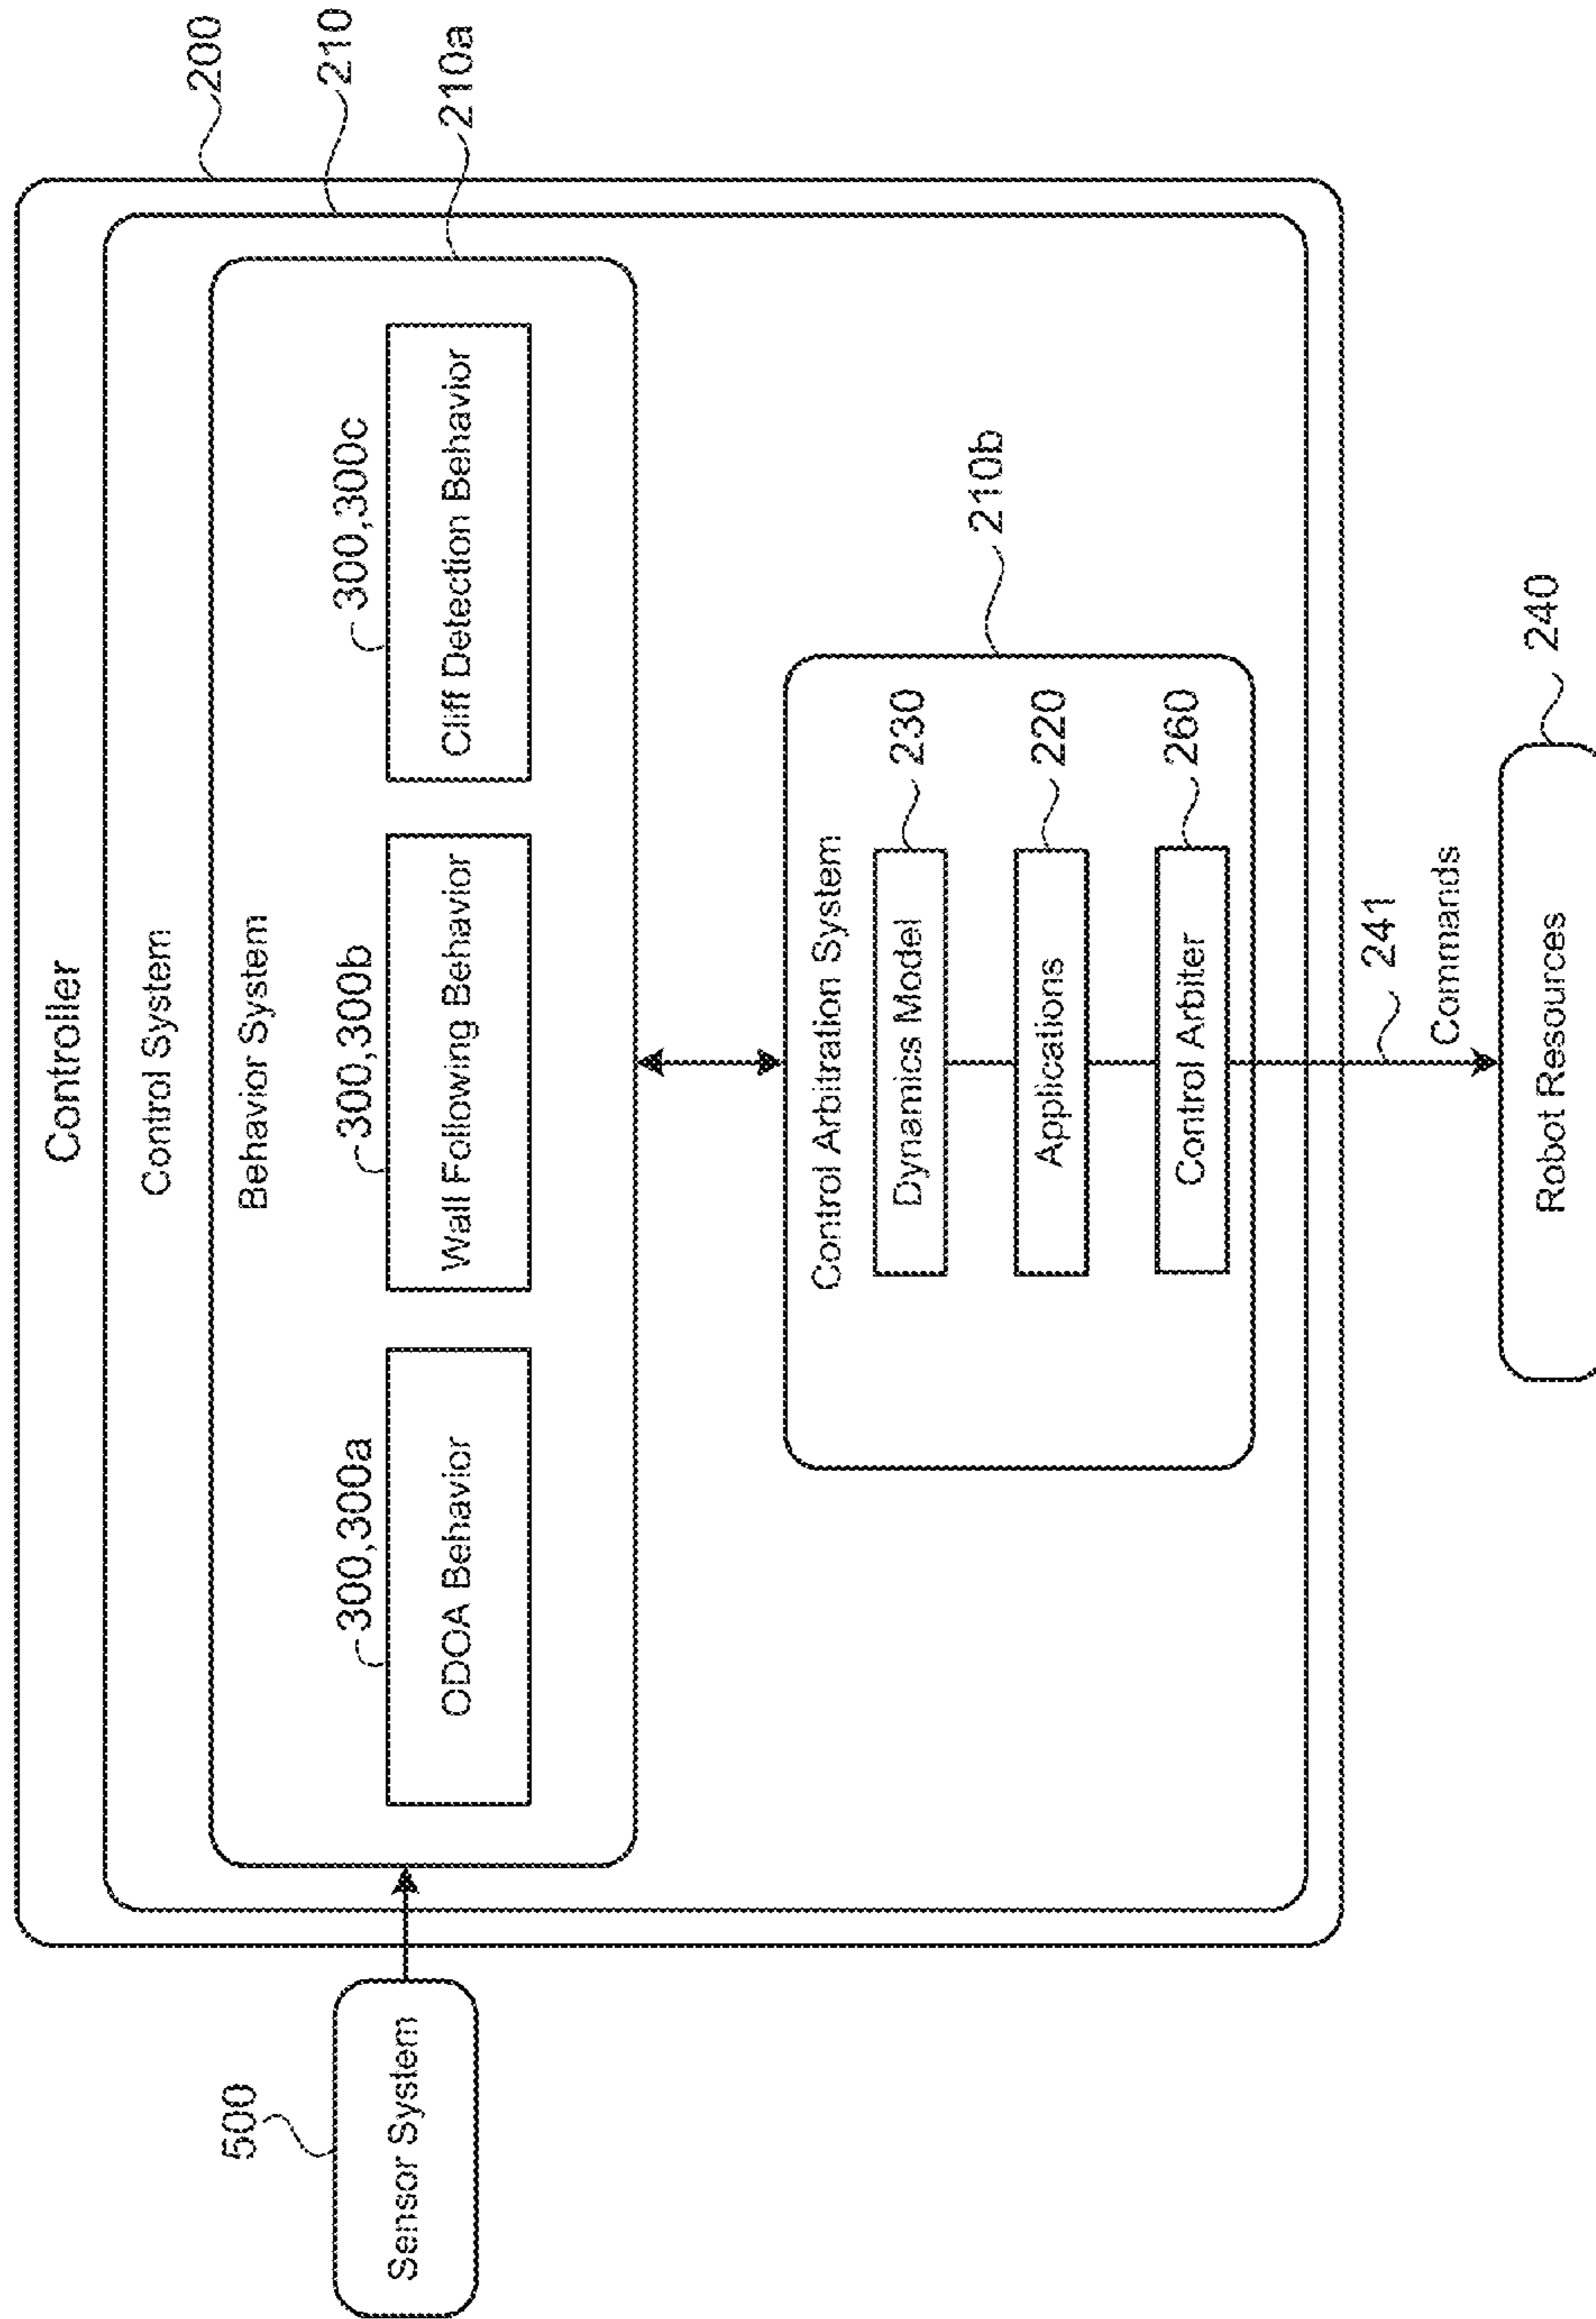 Controller
200
Control System
210
Behavior System
210a
500
Sensor System
300,300a
ODOA Behavior
300,300b
Wall Following Behavior
300,300c
Cliff Detection Behavior
210b
Control Arbitration System
Dynamics Model
230
Applications
220
Control Arbiter
260
241
Commands
240
Robot Resources